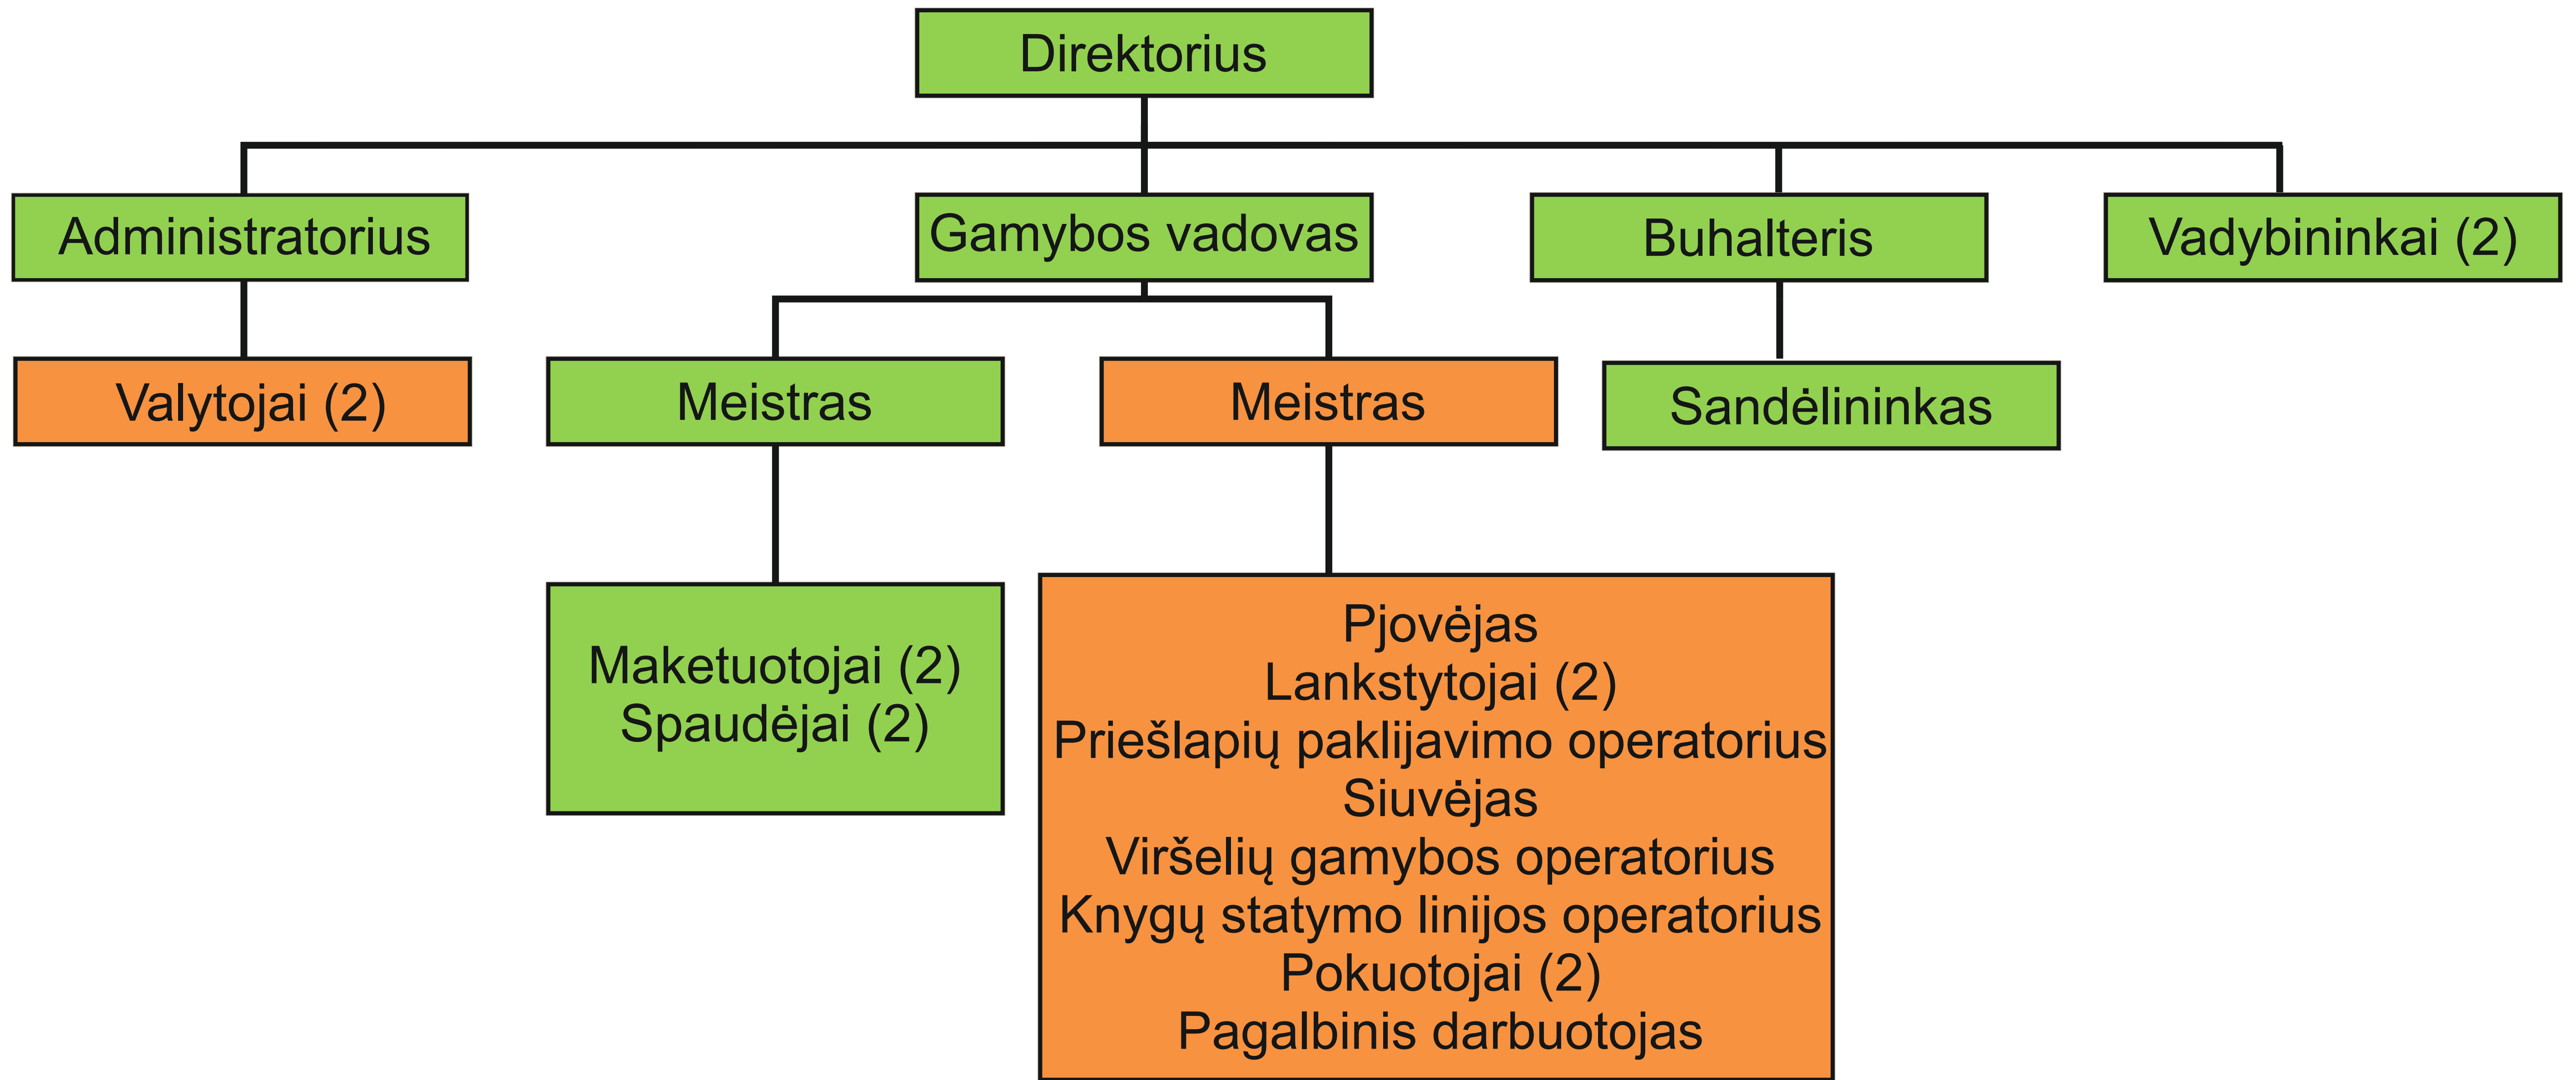 Direktorius
Administratorius
Gamybos vadovas
Buhalteris
Vadybininkai (2)
Valytojai (2)
Meistras
Meistras
Sandėlininkas
Maketuotojai (2)
Spaudėjai (2)
Pjovėjas
Lankstytojai (2)
Priešlapių paklijavimo operatorius
Siuvėjas
Viršelių gamybos operatorius
Knygų statymo linijos operatorius
Pokuotojai (2)
Pagalbinis darbuotojas